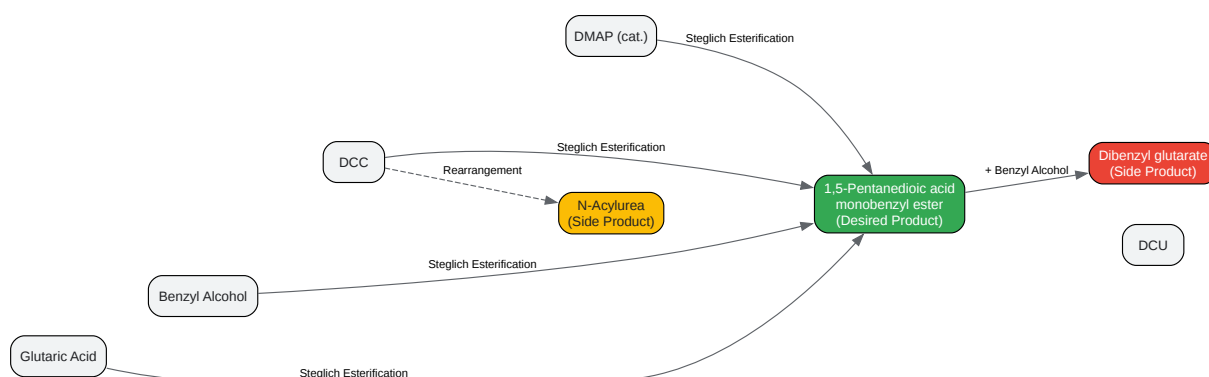 DMAP (cat.)
Steglich Esterification
DCC
Steglich Esterification
Rearrangement
N-Acylurea
(Side Product)
1,5-Pentanedioic acid
monobenzyl ester
(Desired Product)
+ Benzyl Alcohol
Dibenzyl glutarate
(Side Product)
DCU
Steglich Esterification
Benzyl Alcohol
Glutaric Acid
Steglich Esterification